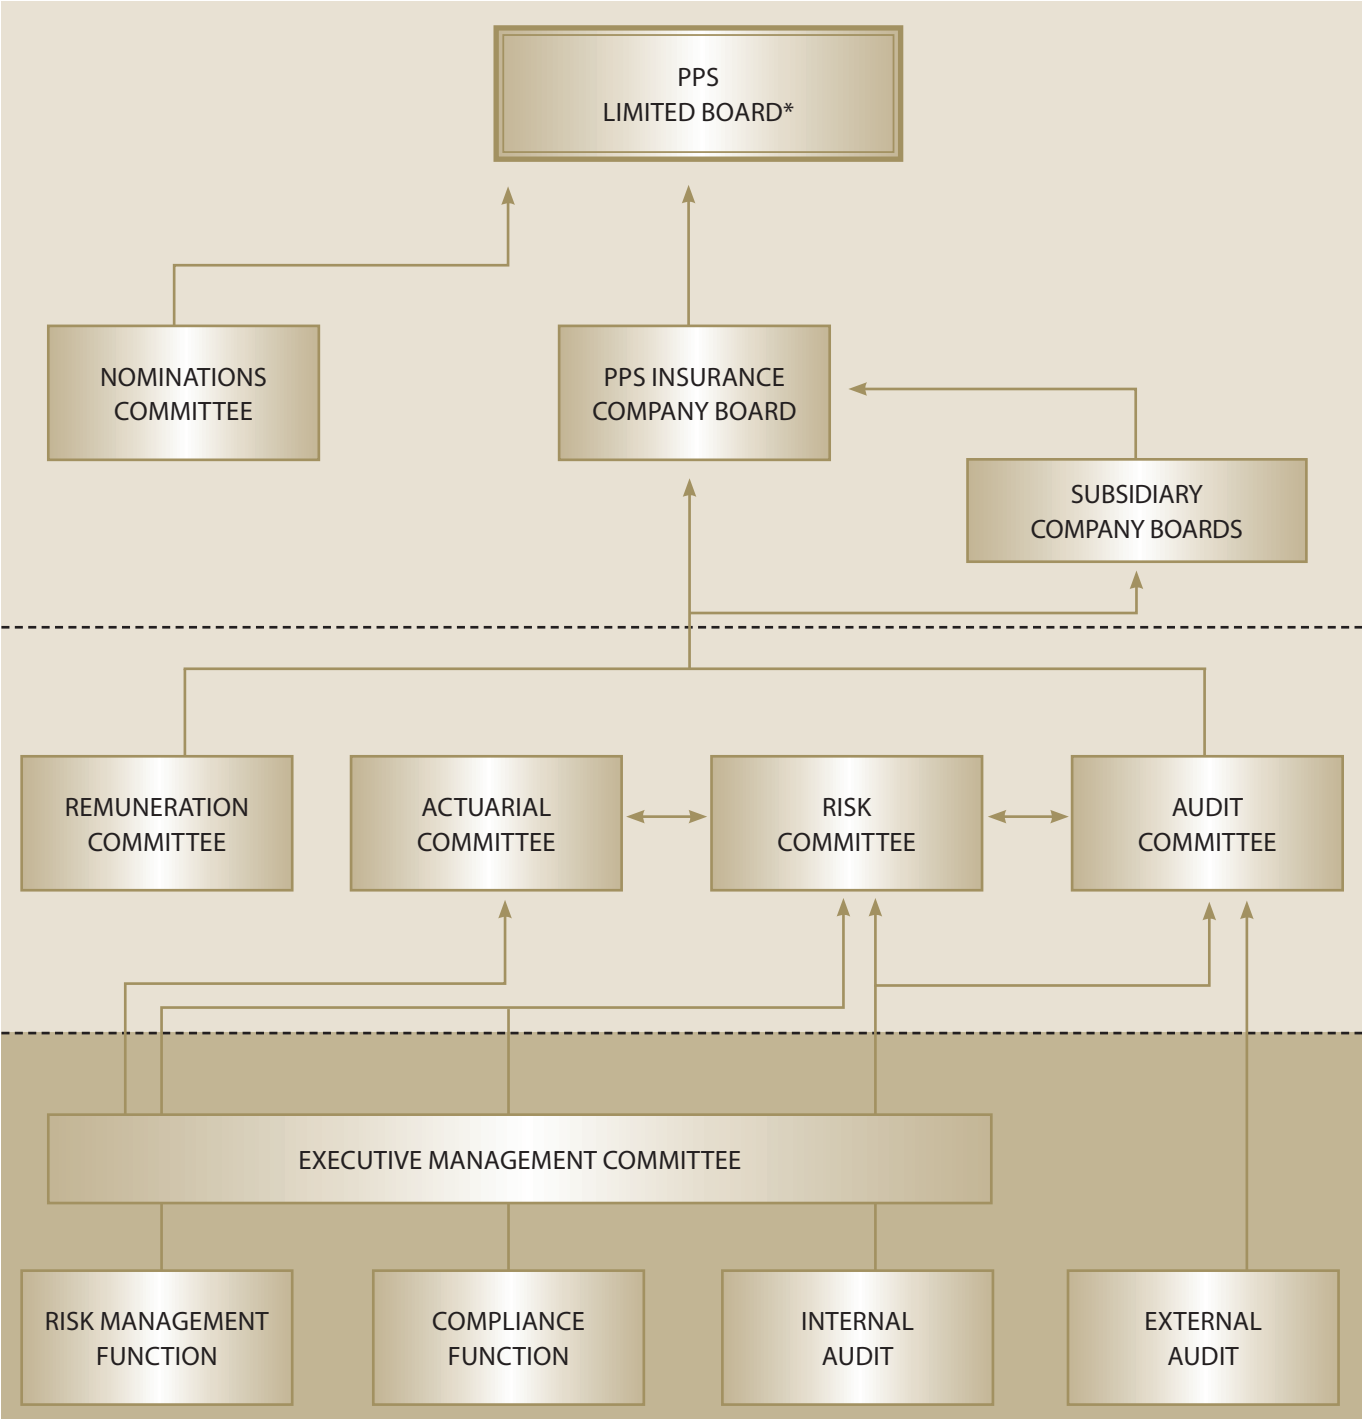 PPS
LIMITED BOARD*
NOMINATIONS
COMMITTEE
PPS INSURANCE
COMPANY BOARD
SUBSIDIARY
COMPANY BOARDS
REMUNERATION
COMMITTEE
ACTUARIAL
COMMITTEE
RISK
COMMITTEE
AUDIT
COMMITTEE
EXECUTIVE MANAGEMENT COMMITTEE
RISK MANAGEMENT
FUNCTION
COMPLIANCE
FUNCTION
INTERNAL
AUDIT
EXTERNAL
AUDIT